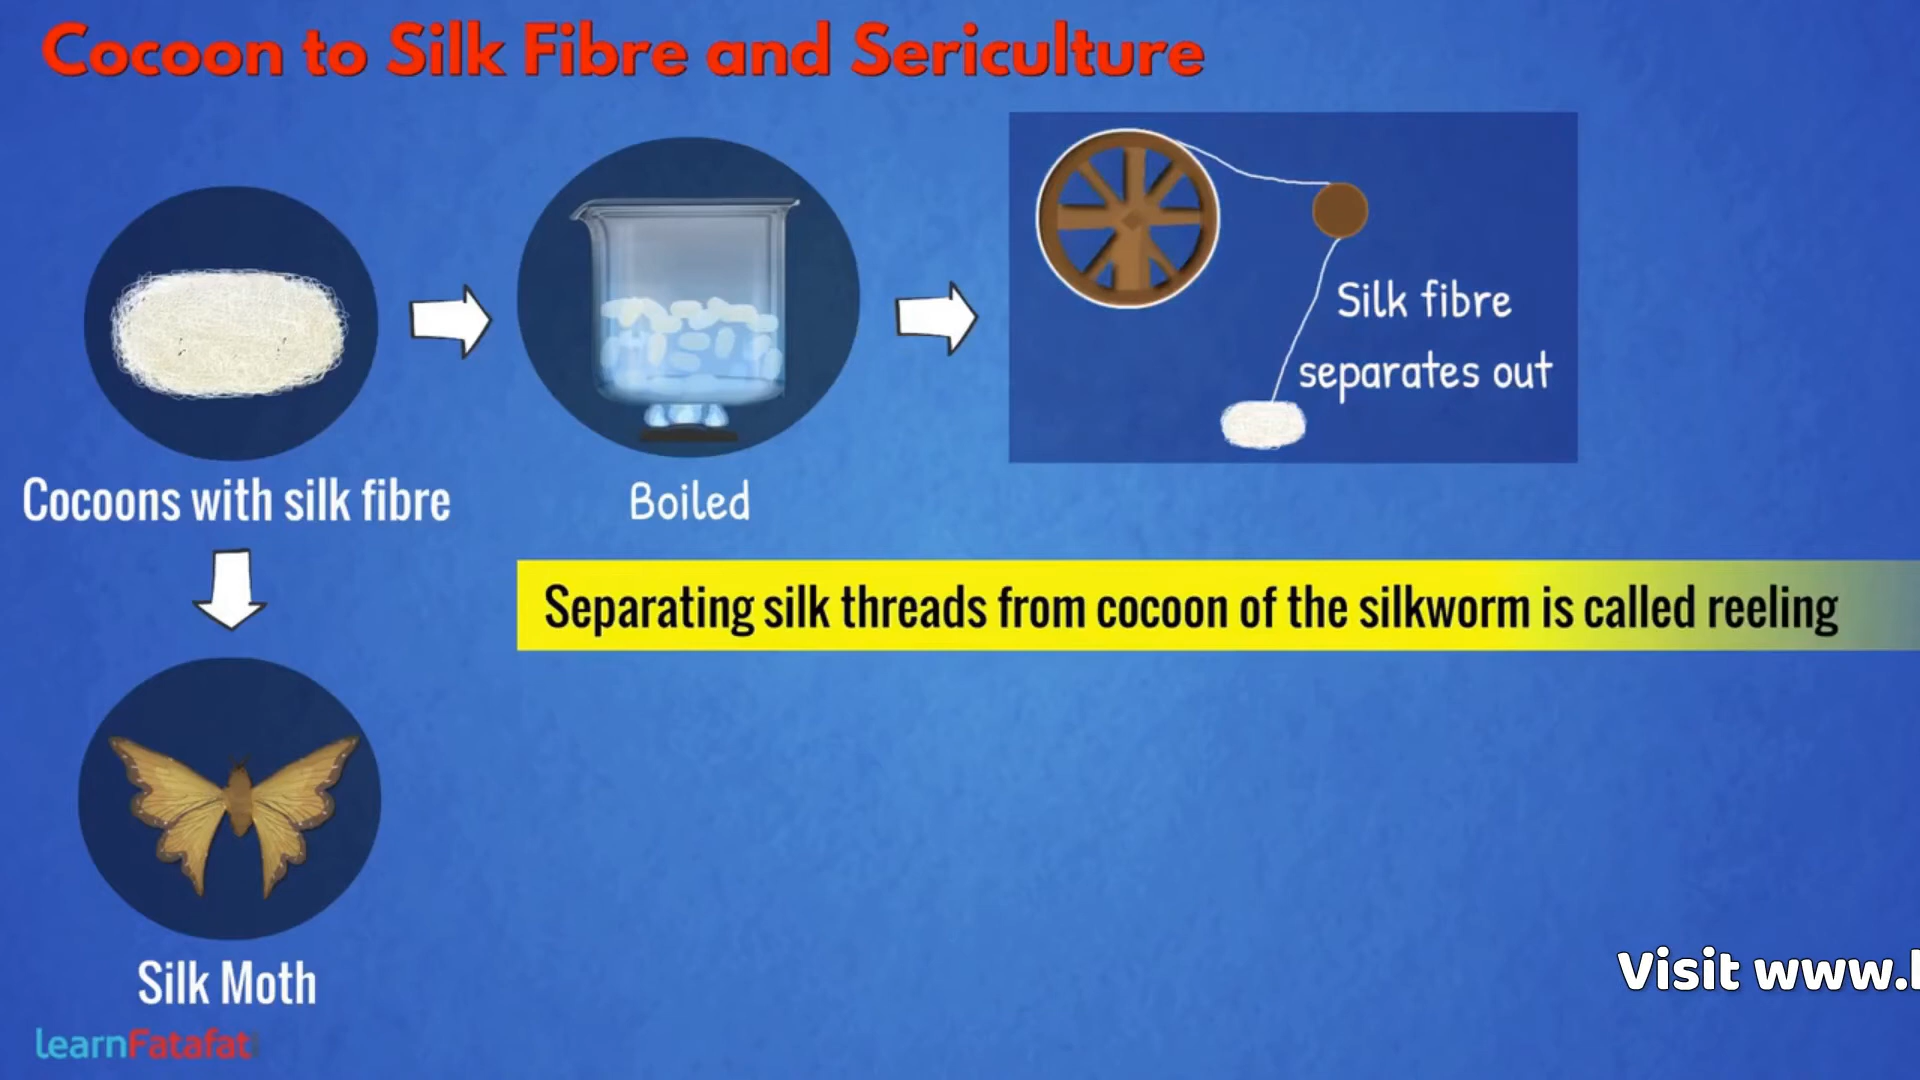 Cocoon to Silk Fibre and Sericulture
Silk fibre
separates out
Cocoons with silk fibre
Boiled
Separating silk threads from cocoon of the silkworm is called reeling
Silk Moth
Visit www.
learnFatafat